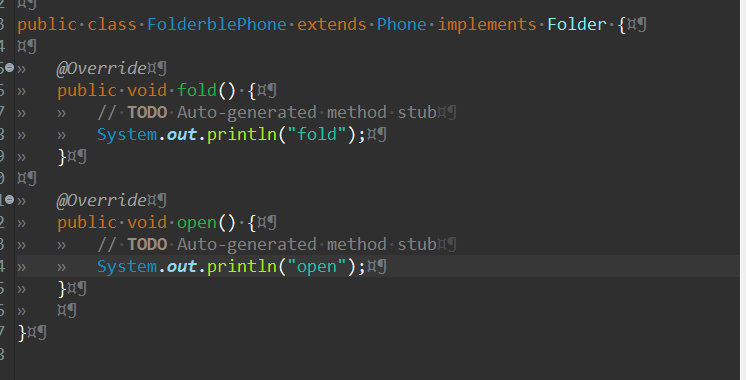 public class FolderblePhone extends Phone implements Folder {
@Override
public void fold() {
// TODO Auto-generated method stub
System.out.println("fold");
}
@Override
public void open() {
// TODO Auto-generated method stub
System.out.println("open");
}
}